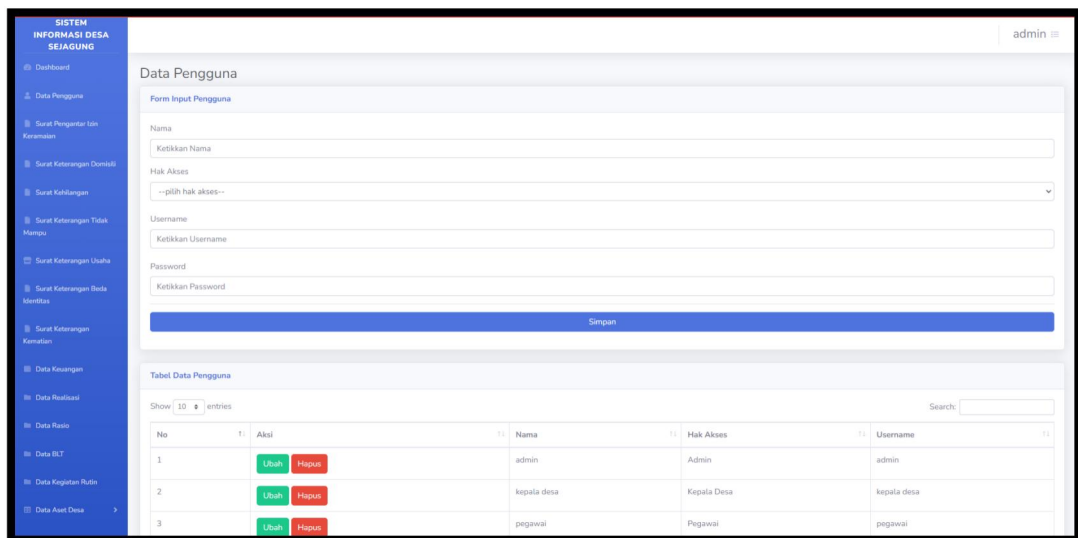 SISTEM
INFORMASI DESA
SEJAGUNG
admin
Dashboard
Data Pengguna
Surat Pengantar Izin
Keramaian
Surat Keterangan Domisili
Surat Kehilangan
Surat Keterangan Tidak
Mampu
Surat Keterangan Usaha
Surat Keterangan Beda
Identitas
Surat Keterangan
Kematian
Data Keuangan
Data Realisasi
Data Rasio
Data BLT
Data Kegiatan Rutin
Data Aset Desa
Data Pengguna
Form Input Pengguna
Nama
Ketikkan Nama
Hak Akses
--pilih hak akses--
Username
Ketikkan Username
Password
Ketikkan Password
Simpan
Tabel Data Pengguna
Show 10 entries Search:
No Aksi Nama Hak Akses Username
1 Ubah Hapus admin Admin admin
2 Ubah Hapus kepala desa Kepala Desa kepala desa
3 Ubah Hapus pegawai Pegawai pegawai